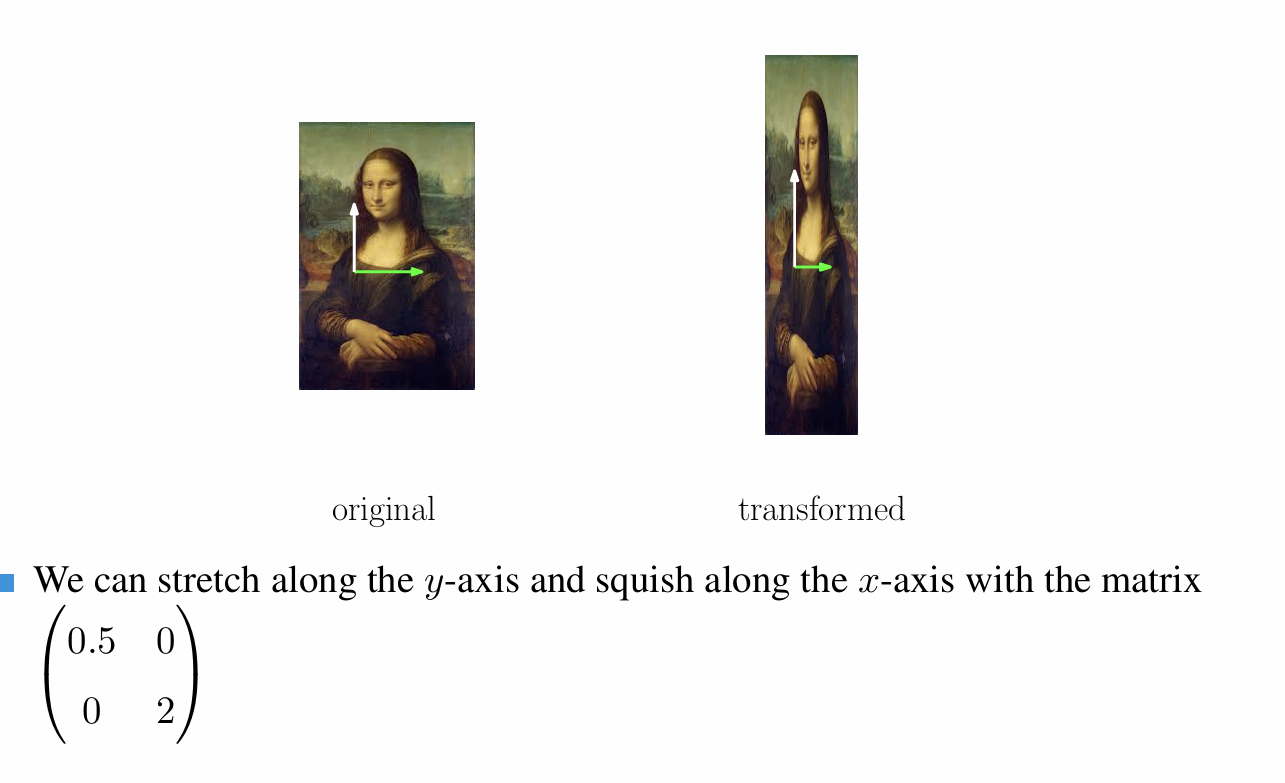 original transformed
We can stretch along the y-axis and squish along the x-axis with the matrix
0.5 0
0 2